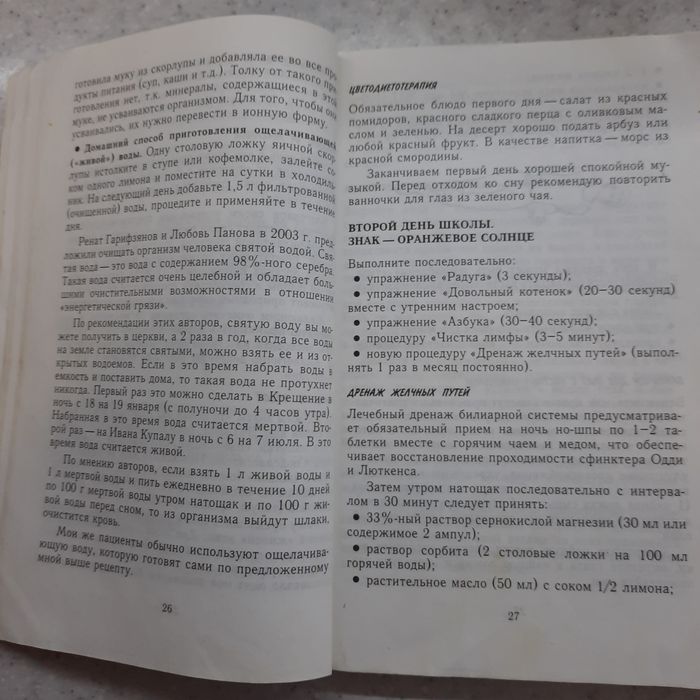 готовила муку из скорлупы и добавляла ее во все про-
дукты питания (суп, каши и т.д.). Толку от такого при-
готовления нет, т.к. минералы, содержащиеся в этой
муке, не усваиваются организмом. Для того, чтобы они
усваивались, их нужно перевести в ионную форму.
● Домашний способ приготовления ощелачивающей
(«живой») воды. Одну столовую ложку яичной скор-
лупы истолките в ступе или кофемолке, залейте со-
ком одного лимона и поместите на сутки в холодиль-
ник. На следующий день добавьте 1,5 л фильтрованной
(очищенной) воды, процедите и применяйте в течение
дня.
Ренат Гарифзянов и Любовь Панова в 2003 г. пред-
ложили очищать организм человека святой водой. Свя-
тая вода — это вода с содержанием 98%-ного серебра.
Такая вода считается очень целебной и обладает боль-
шими очистительными возможностями в отношении
«энергетической грязи».
По рекомендации этих авторов, святую воду вы мо-
жете получить в церкви, а 2 раза в год, когда все воды
на земле становятся святыми, можно взять ее и из от-
крытых водоемов. Если в это время набрать воды в
емкость и поставить дома, то такая вода не протухнет
никогда. Первый раз это можно сделать в Крещение в
ночь с 18 на 19 января (с полуночи до 4 часов утра).
Набранная в это время вода считается мертвой. Вто-
рой раз — на Ивана Купалу в ночь с 6 на 7 июля. В это
время вода считается живой.
По мнению авторов, если взять 1 л живой воды и
1 л мертвой воды и пить ежедневно в течение 10 дней
по 100 г мертвой воды утром натощак и по 100 г жи-
вой воды перед сном, то из организма выйдут шлаки,
очистится кровь.
Мои же пациенты обычно используют ощелачива-
ющую воду, которую готовят сами по предложенному
мной выше рецепту.
26
ЦВЕТОДИЕТОТЕРАПИЯ
Обязательное блюдо первого дня — салат из красных
помидоров, красного сладкого перца с оливковым мас-
лом и зеленью. На десерт хорошо подать арбуз или
любой красный фрукт. В качестве напитка — морс из
красной смородины.
Заканчиваем первый день хорошей спокойной му-
зыкой. Перед отходом ко сну рекомендую повторить
ванночки для глаз из зеленого чая.
ВТОРОЙ ДЕНЬ ШКОЛЫ.
ЗНАК — ОРАНЖЕВОЕ СОЛНЦЕ
Выполните последовательно:
● упражнение «Радуга» (3 секунды);
● упражнение «Довольный котенок» (20—30 секунд)
вместе с утренним настроем;
● упражнение «Азбука» (30—40 секунд);
● процедуру «Чистка лимфы» (3—5 минут);
● новую процедуру «Дренаж желчных путей» (выпол-
нять 1 раз в месяц постоянно).
ДРЕНАЖ ЖЕЛЧНЫХ ПУТЕЙ
Лечебный дренаж билиарной системы предусматрива-
ет обязательный прием на ночь но-шпы по 1—2 та-
блетки вместе с горячим чаем и медом, что обеспе-
чивает восстановление проходимости сфинктера Одди
и Люткенса.
Затем утром натощак последовательно с интерва-
лом в 30 минут следует принять:
● 33%-ный раствор сернокислой магнезии (30 мл или
содержимое 2 ампул);
● раствор сорбита (2 столовые ложки на 100 мл
горячей воды);
● растительное масло (50 мл) с соком 1/2 лимона;
27